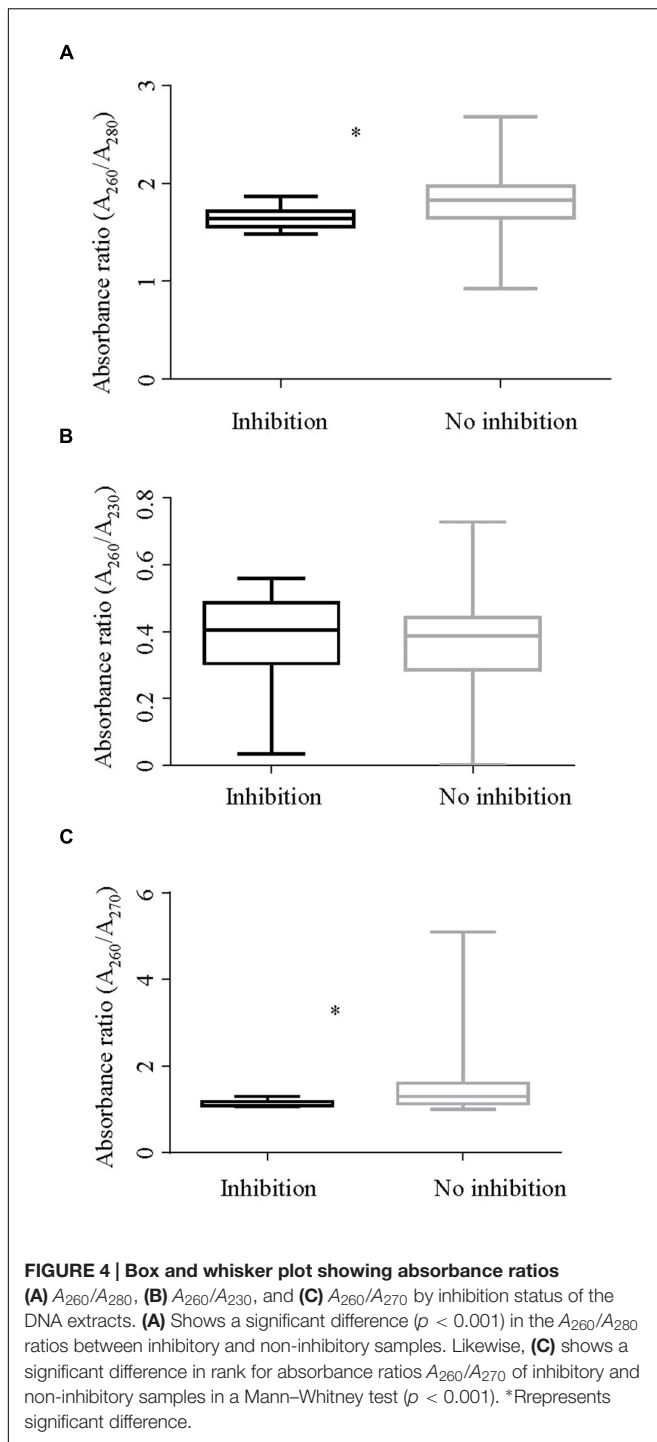 A
Absorbance ratio (A260/A280)
3
2
1
0
*
Inhibition No inhibition
B
Absorbance ratio (A260/A230)
0.8
0.6
0.4
0.2
0
Inhibition No inhibition
C
Absorbance ratio (A260/A270)
6
4
2
0
*
Inhibition No inhibition
FIGURE 4 | Box and whisker plot showing absorbance ratios
(A) A260/A280, (B) A260/A230, and (C) A260/A270 by inhibition status of the
DNA extracts. (A) Shows a significant difference (p < 0.001) in the A260/A280
ratios between inhibitory and non-inhibitory samples. Likewise, (C) shows a
significant difference in rank for absorbance ratios A260/A270 of inhibitory and
non-inhibitory samples in a Mann–Whitney test (p < 0.001). *Rrepresents
significant difference.